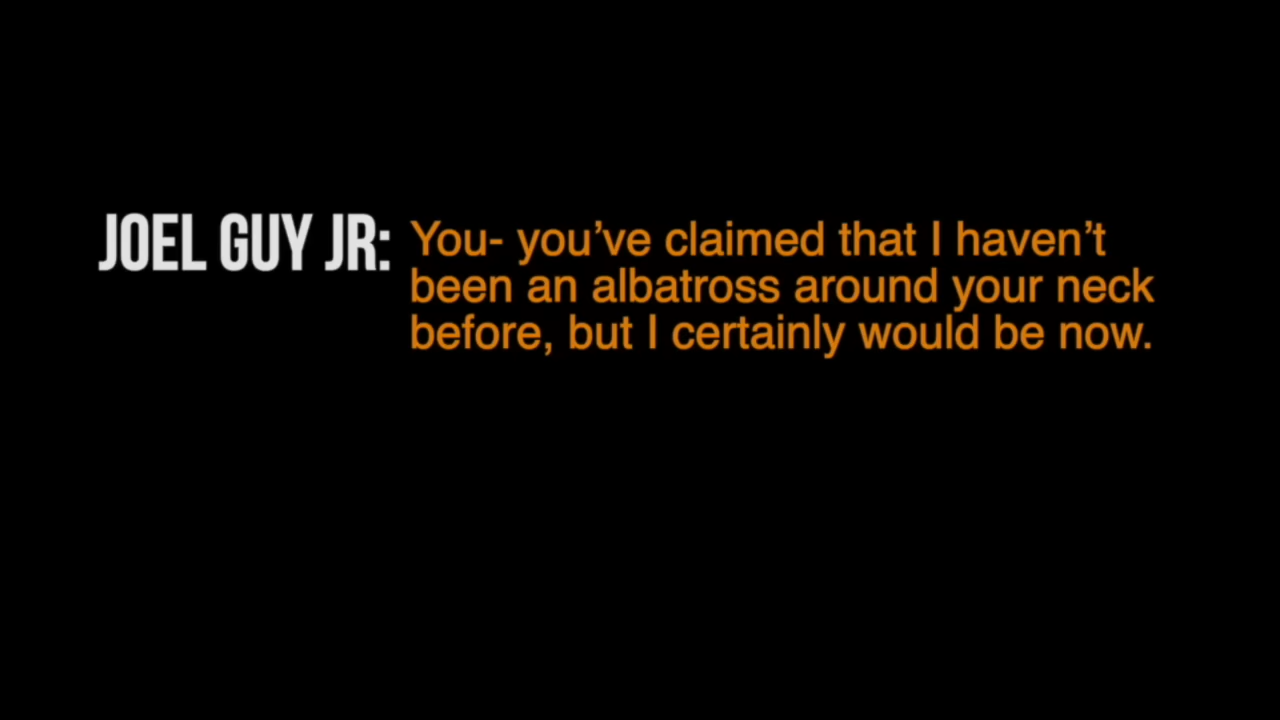 JOEL GUY JR: You- you’ve claimed that I haven’t
been an albatross around your neck
before, but I certainly would be now.